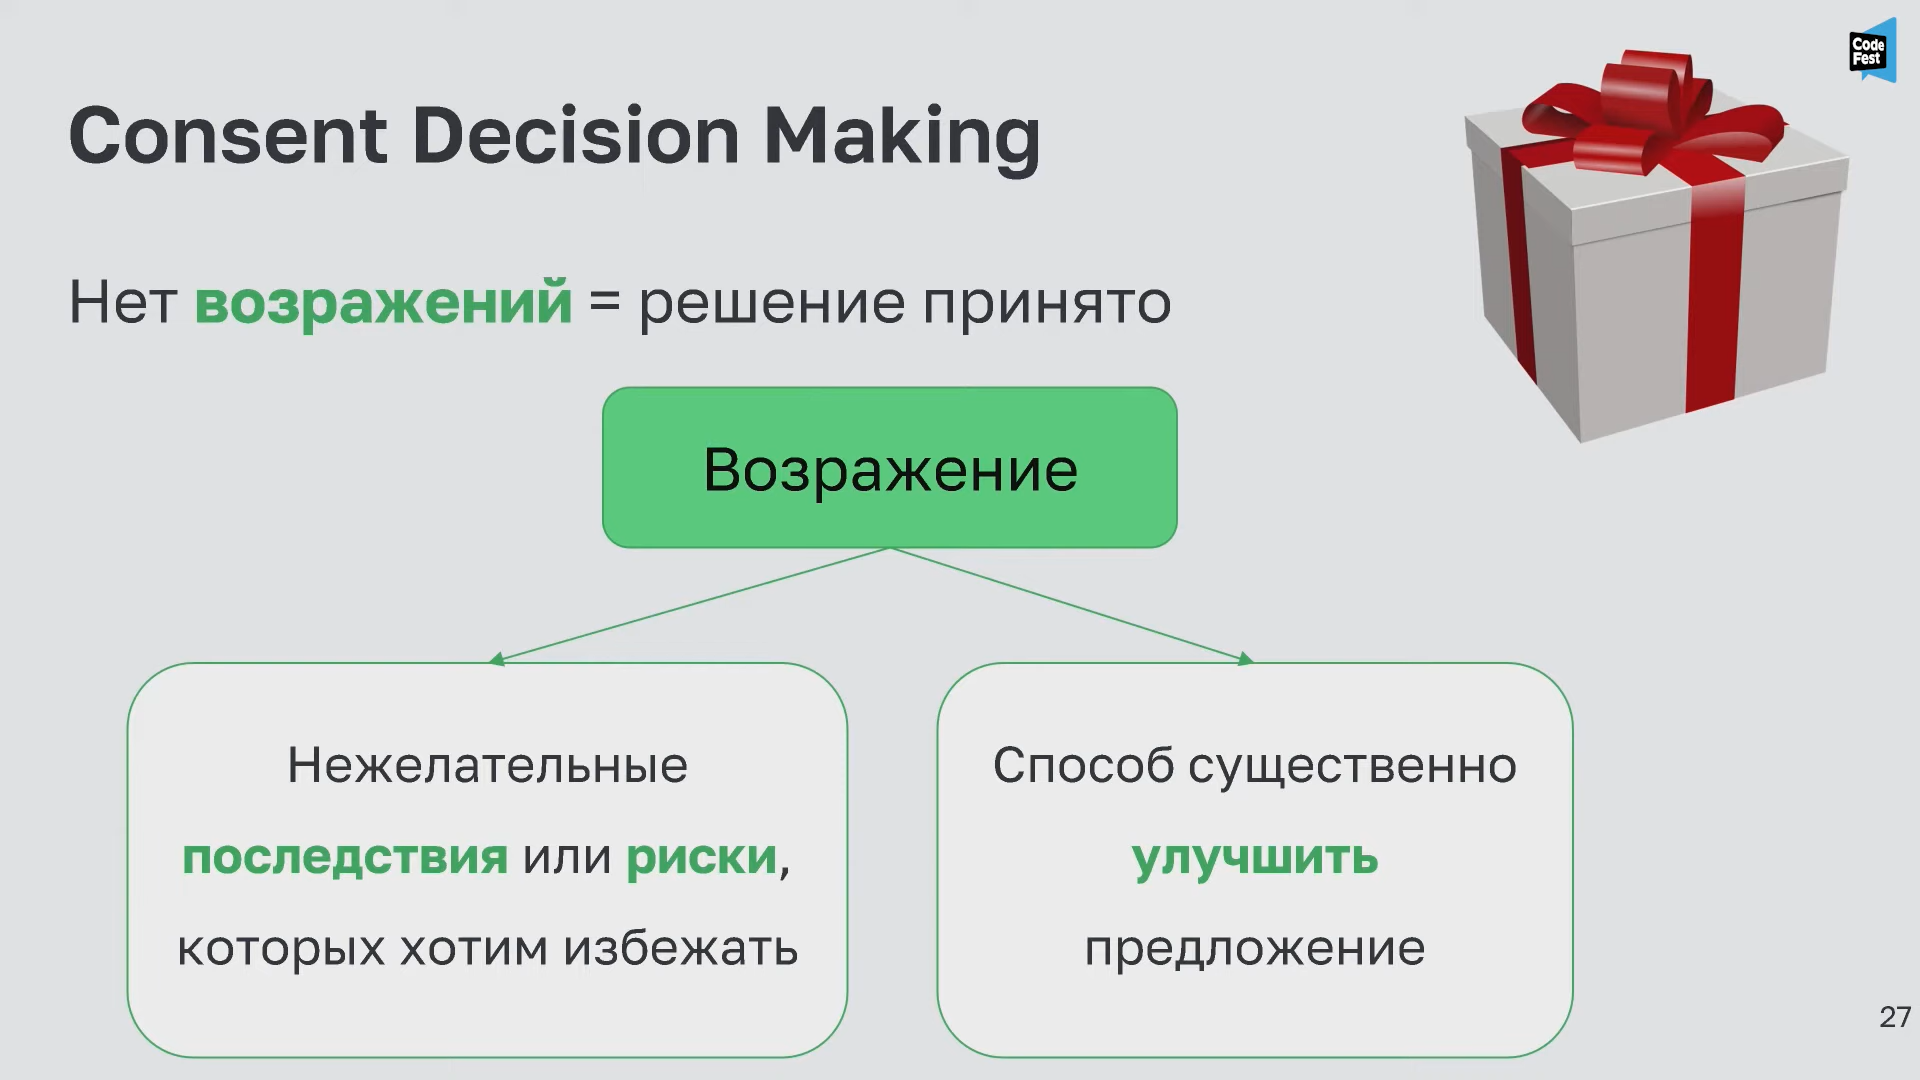 Code
Fest
Consent Decision Making
Нет возражений = решение принято
Возражение
Нежелательные
последствия или риски,
которых хотим избежать
Способ существенно
улучшить
предложение
27